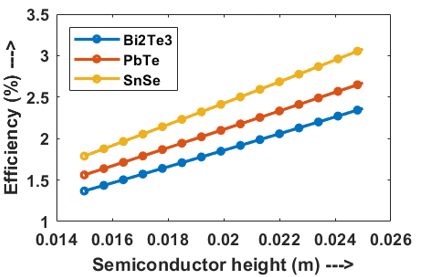 3.5
3
2.5
2
1.5
1
Efficiency (%) --->
Bi2Te3
PbTe
SnSe
0.014 0.016 0.018 0.02 0.022 0.024 0.026
Semiconductor height (m) --->